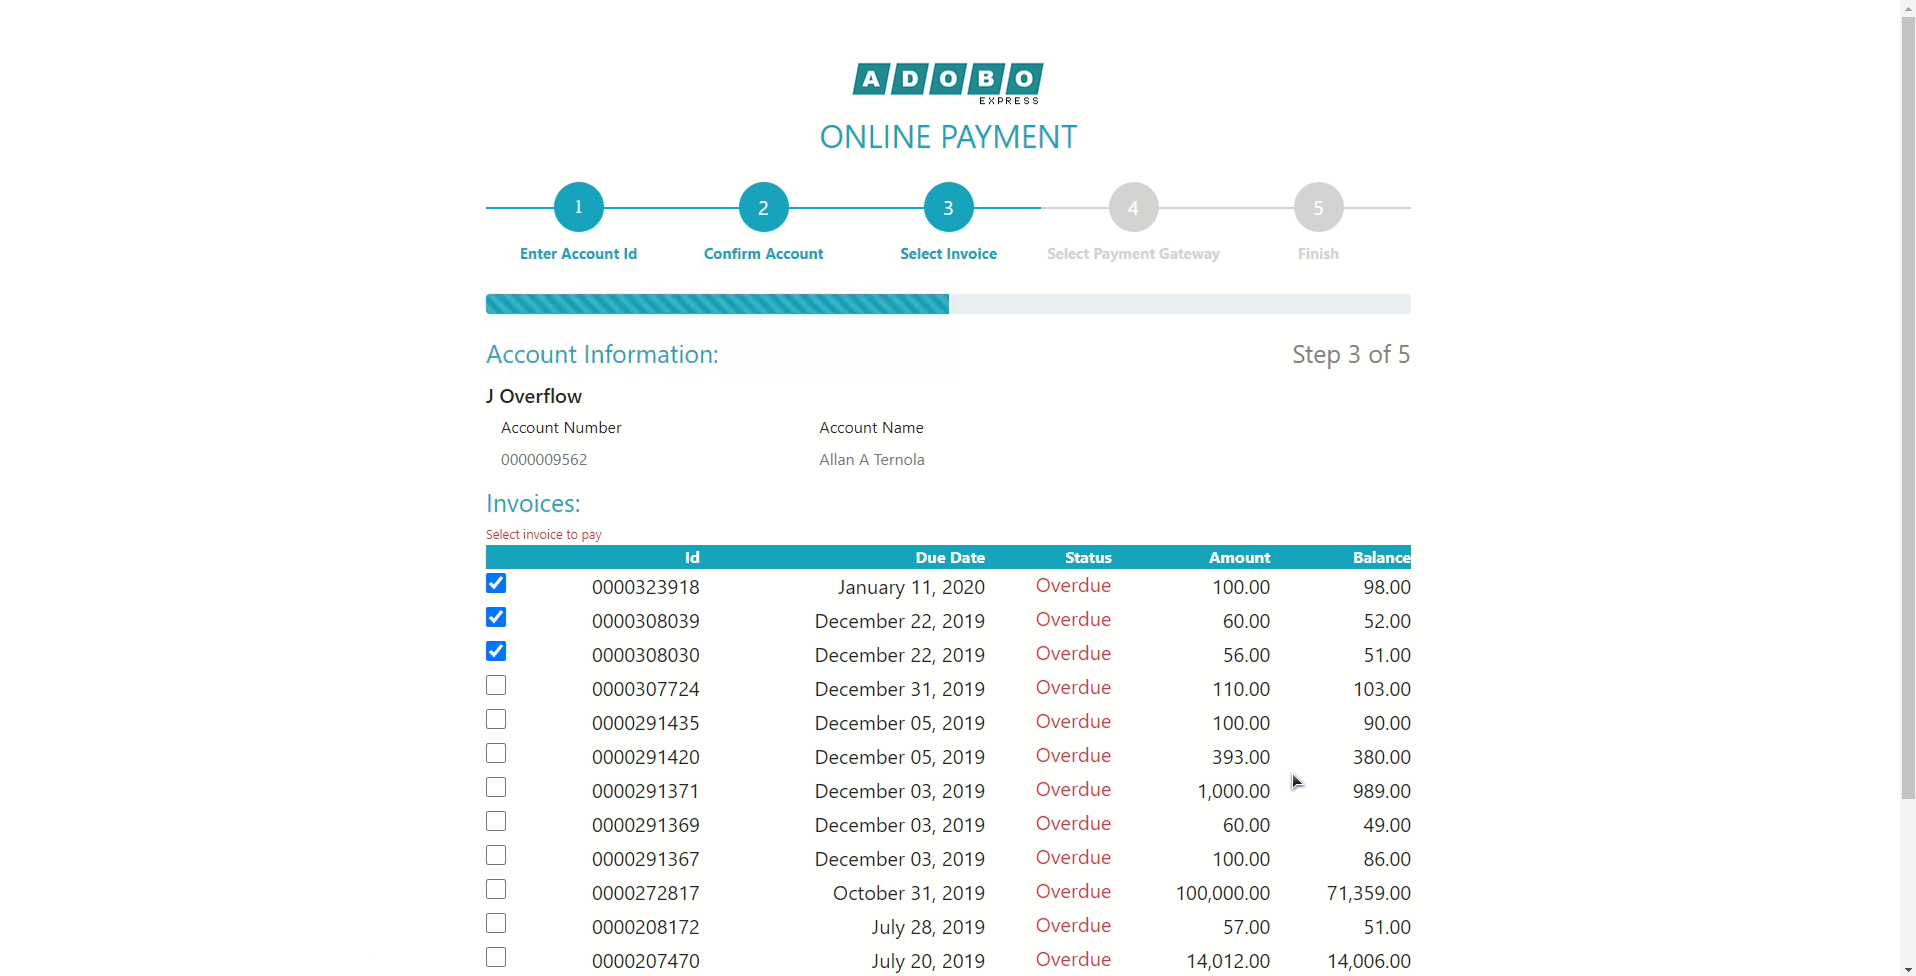 ADOBO
EXPRESS
ONLINE PAYMENT
1 2 3 4 5
Enter Account Id Confirm Account Select Invoice Select Payment Gateway Finish
Account Information: Step 3 of 5
J Overflow
Account Number Account Name
0000009562 Allan A Ternola
Invoices:
Select invoice to pay
Id Due Date Status Amount Balance
0000323918 January 11, 2020 Overdue 100.00 98.00
0000308039 December 22, 2019 Overdue 60.00 52.00
0000308030 December 22, 2019 Overdue 56.00 51.00
0000307724 December 31, 2019 Overdue 110.00 103.00
0000291435 December 05, 2019 Overdue 100.00 90.00
0000291420 December 05, 2019 Overdue 393.00 380.00
0000291371 December 03, 2019 Overdue 1,000.00 989.00
0000291369 December 03, 2019 Overdue 60.00 49.00
0000291367 December 03, 2019 Overdue 100.00 86.00
0000272817 October 31, 2019 Overdue 100,000.00 71,359.00
0000208172 July 28, 2019 Overdue 57.00 51.00
0000207470 July 20, 2019 Overdue 14,012.00 14,006.00